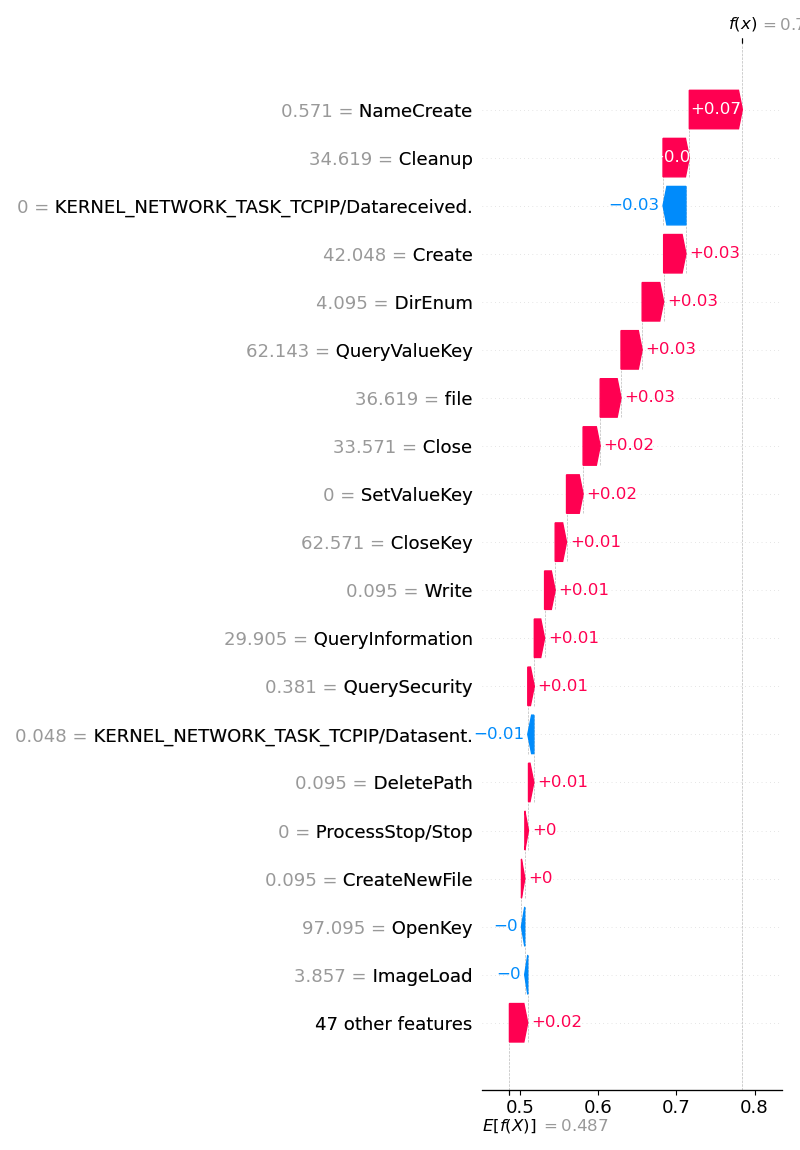 f(x) = 0.7
0.571 = NameCreate +0.07
34.619 = Cleanup
0 = KERNEL_NETWORK_TASK_TCPIP/Datareceived. −0.03
42.048 = Create +0.03
4.095 = DirEnum +0.03
62.143 = QueryValueKey +0.03
36.619 = file +0.03
33.571 = Close +0.02
0 = SetValueKey +0.02
62.571 = CloseKey +0.01
0.095 = Write +0.01
29.905 = QueryInformation +0.01
0.381 = QuerySecurity +0.01
0.048 = KERNEL_NETWORK_TASK_TCPIP/Datasent. −0.01
0.095 = DeletePath +0.01
0 = ProcessStop/Stop +0
0.095 = CreateNewFile +0
97.095 = OpenKey −0
3.857 = ImageLoad −0
47 other features +0.02
0.5 0.6 0.7 0.8
E[f(X)] = 0.487